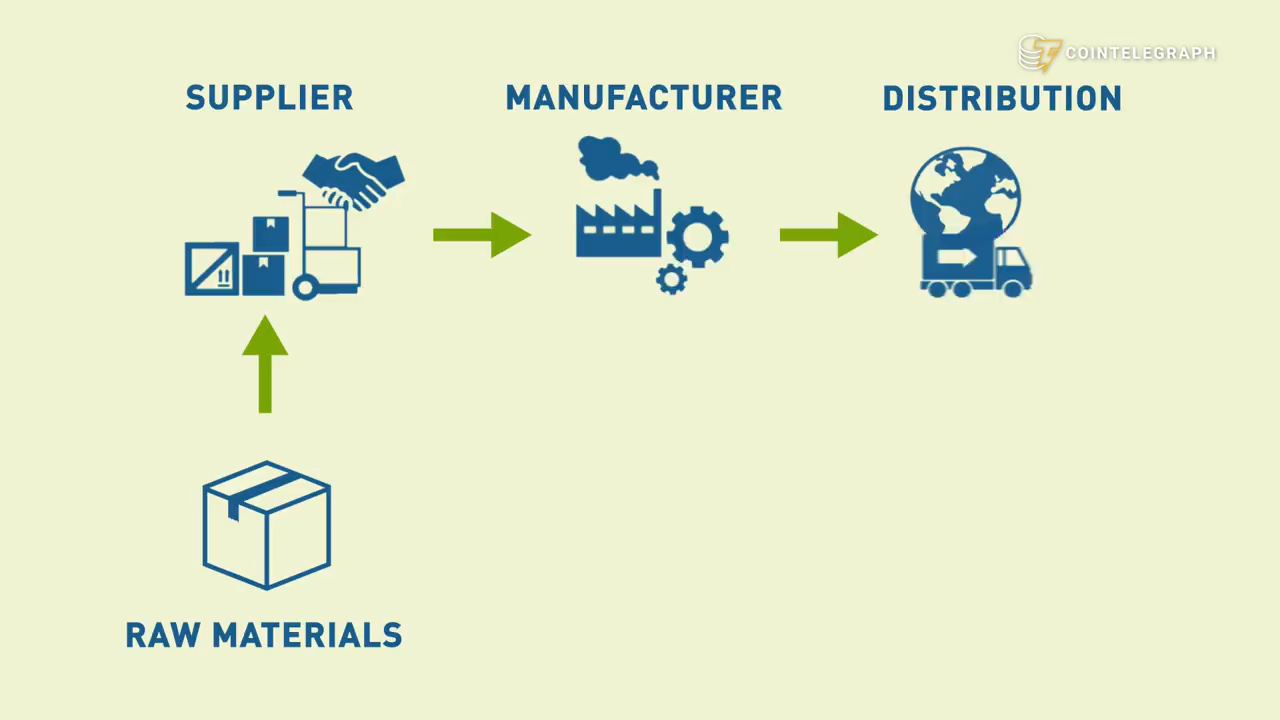 COINTELEGRAPH
SUPPLIER
MANUFACTURER
DISTRIBUTION
RAW MATERIALS